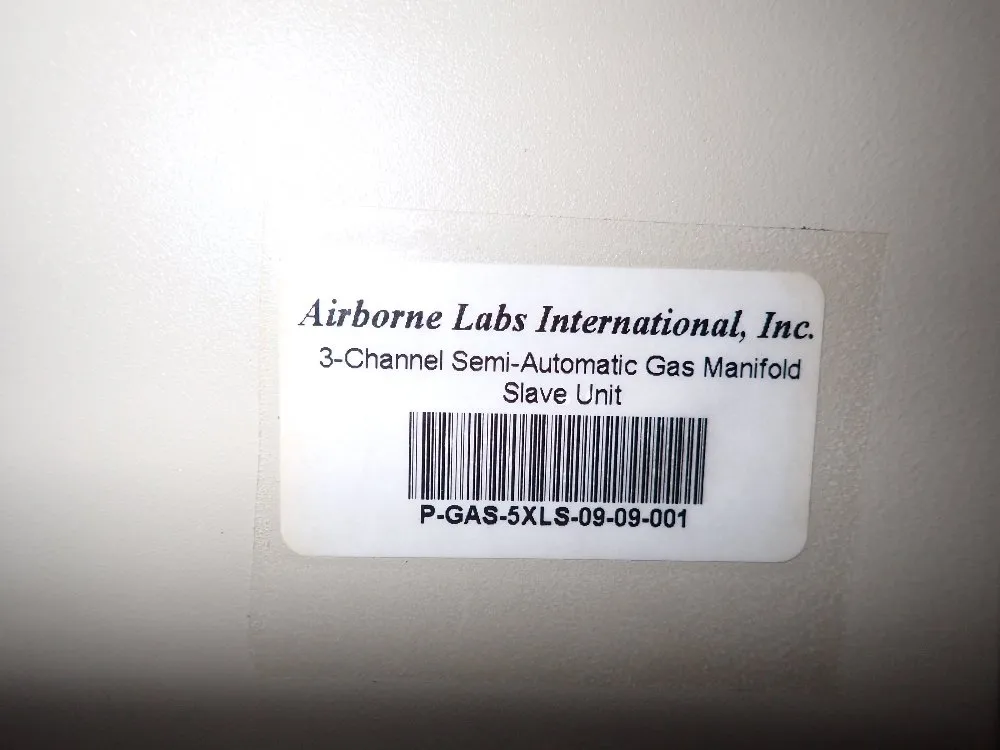 Airborne Labs International, Inc.
3-Channel Semi-Automatic Gas Manifold
Slave Unit
P-GAS-5XLS-09-09-001